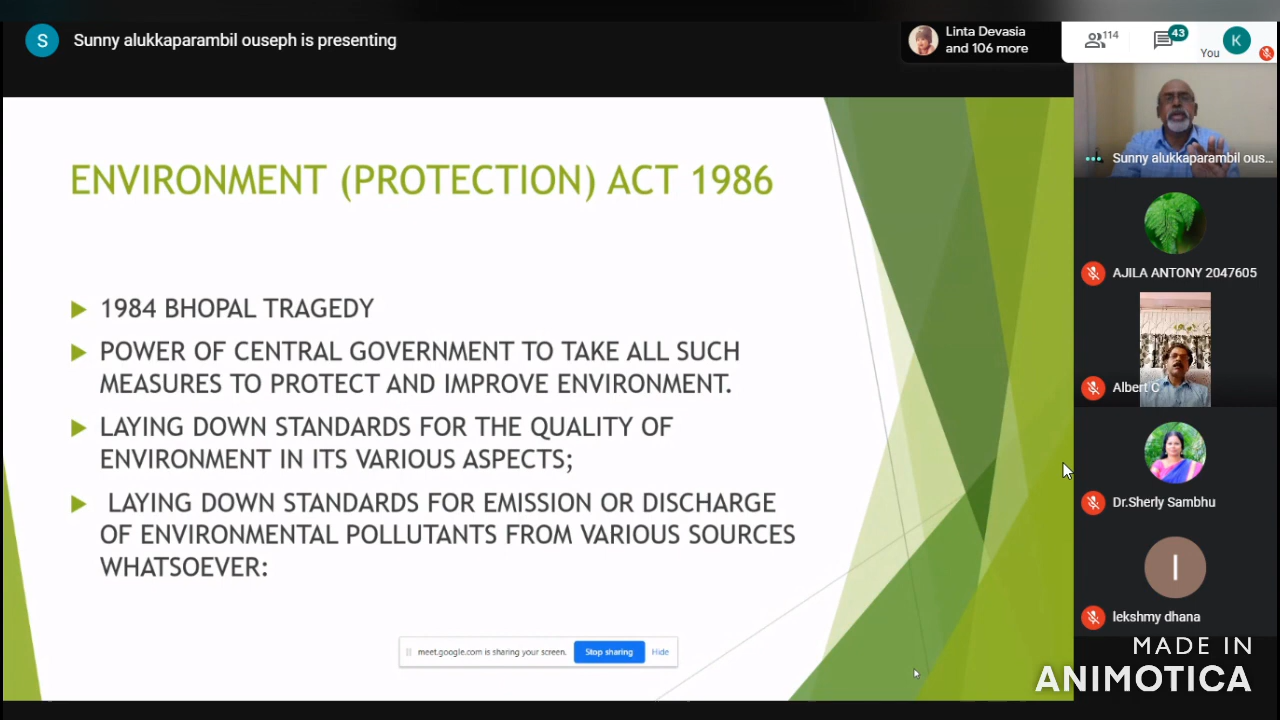 S
Sunny alukkaparambil ouseph is presenting
Linta Devasia
and 106 more
114
43
You
K
ENVIRONMENT (PROTECTION) ACT 1986
1984 BHOPAL TRAGEDY
POWER OF CENTRAL GOVERNMENT TO TAKE ALL SUCH
MEASURES TO PROTECT AND IMPROVE ENVIRONMENT.
LAYING DOWN STANDARDS FOR THE QUALITY OF
ENVIRONMENT IN ITS VARIOUS ASPECTS;
LAYING DOWN STANDARDS FOR EMISSION OR DISCHARGE
OF ENVIRONMENTAL POLLUTANTS FROM VARIOUS SOURCES
WHATSOEVER:
meet.google.com is sharing your screen.
Stop sharing
Hide
Sunny alukkaparambil ous...
AJILA ANTONY 2047605
Albert C
Dr.Sherly Sambhu
l
lekshmy dhana
MADE IN
ANIMOTICA